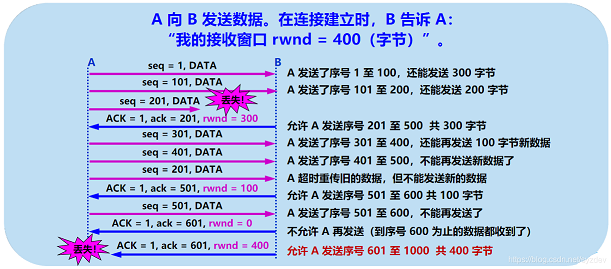 A 向 B 发送数据。在连接建立时，B 告诉 A：
“我的接收窗口 rwnd = 400（字节）”。
A B
seq = 1, DATA A 发送了序号 1 至 100，还能发送 300 字节
seq = 101, DATA A 发送了 101 至 200，还能发送 200 字节
seq = 201, DATA 丢失！
ACK = 1, ack = 201, rwnd = 300 允许 A 发送序号 201 至 500 共 300 字节
seq = 301, DATA A 发送了序号 301 至 400，还能再发送 100 字节新数据
seq = 401, DATA A 发送了序号 401 至 500，不能再发送新数据了
seq = 201, DATA A 超时重传旧的数据，但不能发送新的数据
ACK = 1, ack = 501, rwnd = 100 允许 A 发送序号 501 至 600 共 100 字节
seq = 501, DATA A 发送了序号 501 至 600，不能再发送了
ACK = 1, ack = 601, rwnd = 0 不允许 A 再发送（到序号 600 为止的数据都收到了）
丢失！ ACK = 1, ack = 601, rwnd = 400 允许 A 发送序号 601 至 1000 共 400 字节